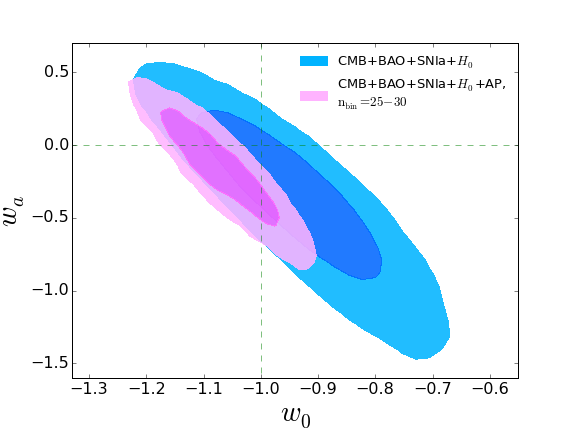 CMB+BAO+SNIa+H₀
CMB+BAO+SNIa+H₀+AP,
n_bin=25−30
0.5
0.0
−0.5
−1.0
−1.5
w_a
−1.3 −1.2 −1.1 −1.0 −0.9 −0.8 −0.7 −0.6
w₀